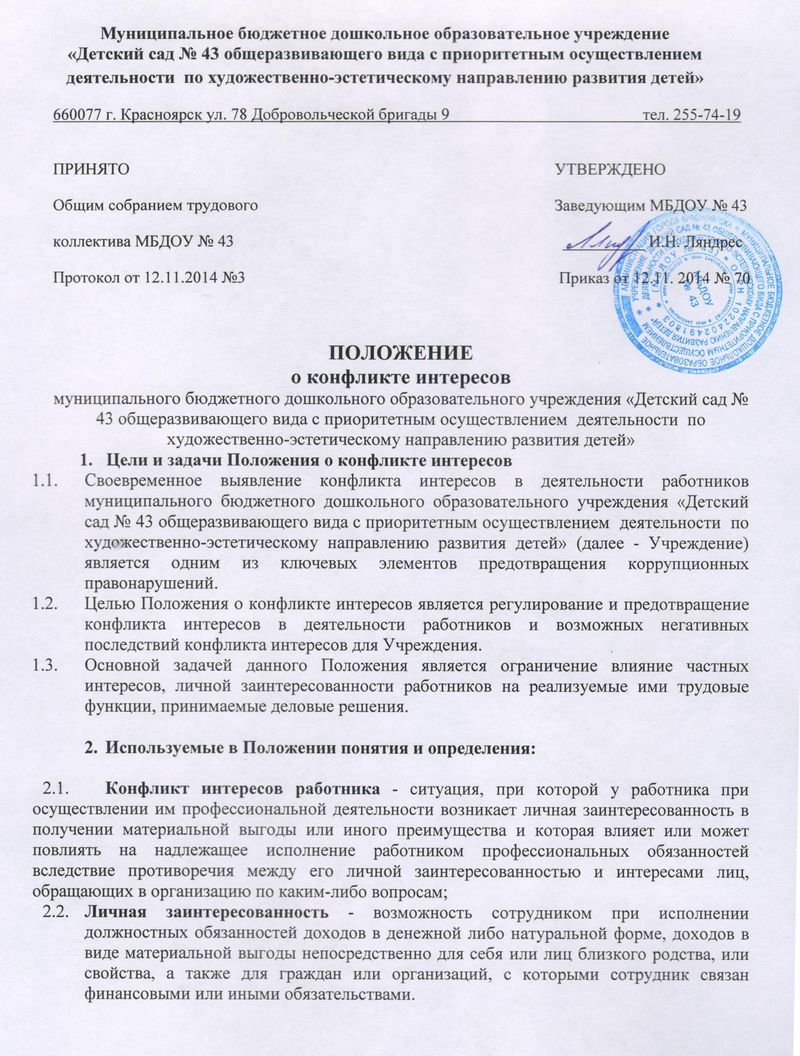 Муниципальное бюджетное дошкольное образовательное учреждение
«Детский сад № 43 общеразвивающего вида с приоритетным осуществлением
деятельности по художественно-эстетическому направлению развития детей»
660077 г. Красноярск ул. 78 Добровольческой бригады 9 тел. 255-74-19
ПРИНЯТО УТВЕРЖДЕНО
Общим собранием трудового Заведующим МБДОУ № 43
коллектива МБДОУ № 43 И.Н. Ляндрес
Протокол от 12.11.2014 №3 Приказ от 12.11. 2014 № 70
МБДОУ
№ 43
ПОЛОЖЕНИЕ
о конфликте интересов
муниципального бюджетного дошкольного образовательного учреждения «Детский сад №
43 общеразвивающего вида с приоритетным осуществлением деятельности по
художественно-эстетическому направлению развития детей»
1. Цели и задачи Положения о конфликте интересов
1.1. Своевременное выявление конфликта интересов в деятельности работников
муниципального бюджетного дошкольного образовательного учреждения «Детский
сад № 43 общеразвивающего вида с приоритетным осуществлением деятельности по
художественно-эстетическому направлению развития детей» (далее - Учреждение)
является одним из ключевых элементов предотвращения коррупционных
правонарушений.
1.2. Целью Положения о конфликте интересов является регулирование и предотвращение
конфликта интересов в деятельности работников и возможных негативных
последствий конфликта интересов для Учреждения.
1.3. Основной задачей данного Положения является ограничение влияние частных
интересов, личной заинтересованности работников на реализуемые ими трудовые
функции, принимаемые деловые решения.
2. Используемые в Положении понятия и определения:
2.1. Конфликт интересов работника - ситуация, при которой у работника при
осуществлении им профессиональной деятельности возникает личная заинтересованность в
получении материальной выгоды или иного преимущества и которая влияет или может
повлиять на надлежащее исполнение работником профессиональных обязанностей
вследствие противоречия между его личной заинтересованностью и интересами лиц,
обращающих в организацию по каким-либо вопросам;
2.2. Личная заинтересованность - возможность сотрудником при исполнении
должностных обязанностей доходов в денежной либо натуральной форме, доходов в
виде материальной выгоды непосредственно для себя или лиц близкого родства, или
свойства, а также для граждан или организаций, с которыми сотрудник связан
финансовыми или иными обязательствами.